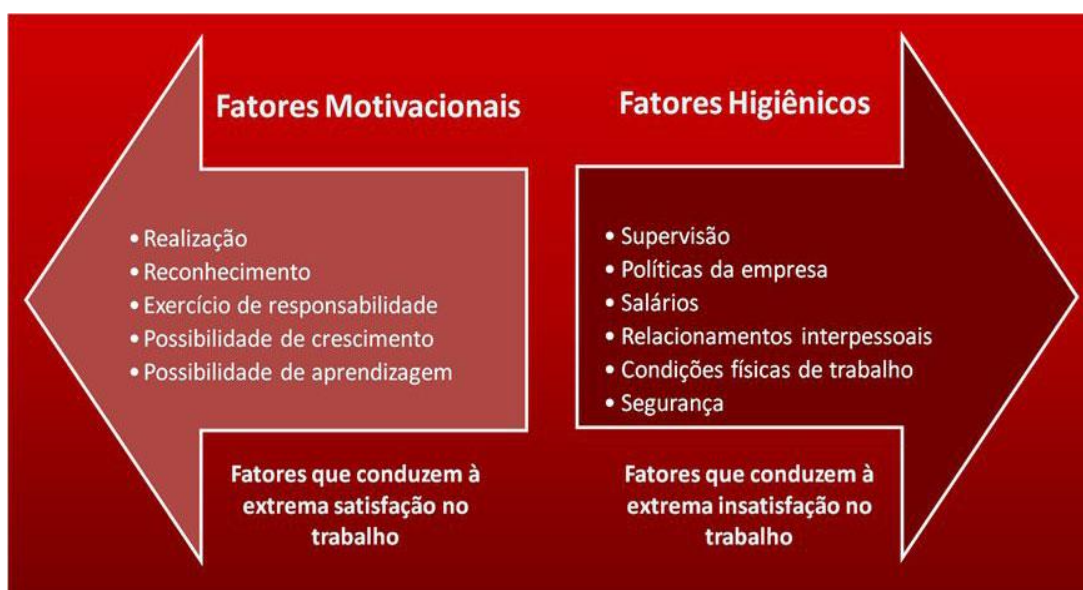 Fatores Motivacionais
• Realização
• Reconhecimento
• Exercício de responsabilidade
• Possibilidade de crescimento
• Possibilidade de aprendizagem
Fatores que conduzem à
extrema satisfação no
trabalho
Fatores Higiênicos
• Supervisão
• Políticas da empresa
• Salários
• Relacionamentos interpessoais
• Condições físicas de trabalho
• Segurança
Fatores que conduzem à
extrema insatisfação no
trabalho